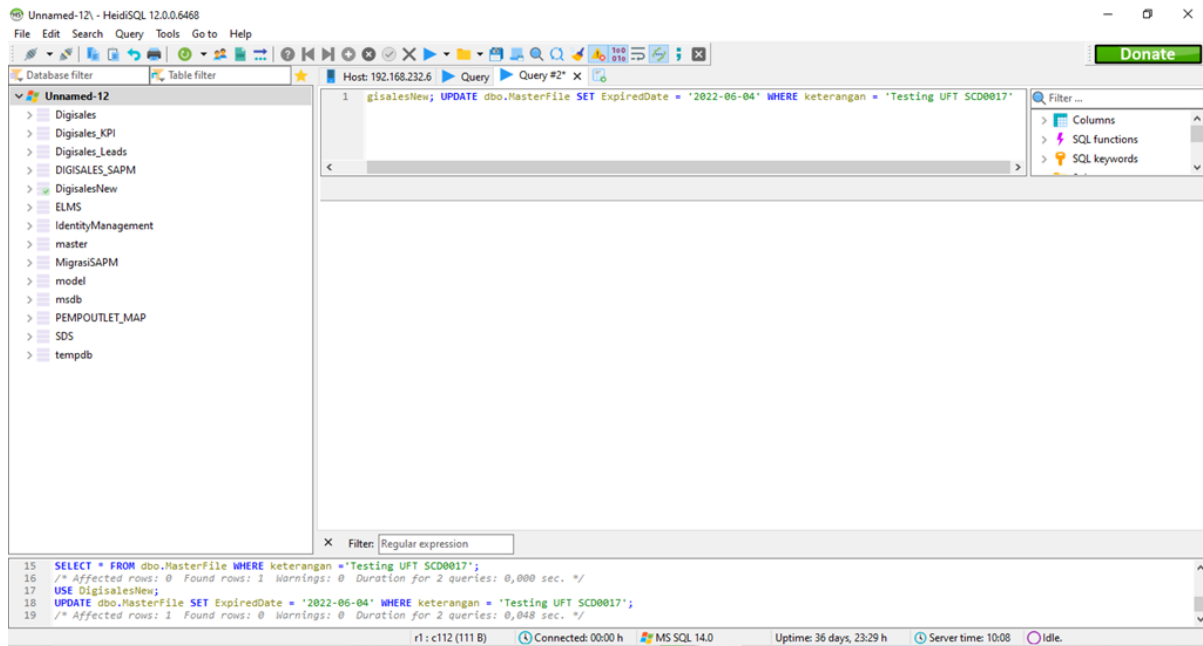 Unnamed-12\ - HeidiSQL 12.0.0.6468
File Edit Search Query Tools Go to Help
Donate
Database filter Table filter Host: 192.168.232.6 Query Query #2*
Unnamed-12
Digisales
Digisales_KPI
Digisales_Leads
DIGISALES_SAPM
DigisalesNew
ELMS
IdentityManagement
master
MigrasiSAPM
model
msdb
PEMPOUTLET_MAP
SDS
tempdb
1 gisalesNew; UPDATE dbo.MasterFile SET ExpiredDate = '2022-06-04' WHERE keterangan = 'Testing UFT SCD0017'
Filter ...
Columns
SQL functions
SQL keywords
Filter: Regular expression
15 SELECT * FROM dbo.MasterFile WHERE keterangan ='Testing UFT SCD0017';
16 /* Affected rows: 0 Found rows: 1 Warnings: 0 Duration for 2 queries: 0,000 sec. */
17 USE DigisalesNew;
18 UPDATE dbo.MasterFile SET ExpiredDate = '2022-06-04' WHERE keterangan = 'Testing UFT SCD0017';
19 /* Affected rows: 1 Found rows: 0 Warnings: 0 Duration for 2 queries: 0,048 sec. */
r1 : c112 (111 B) Connected: 00:00 h MS SQL 14.0 Uptime: 36 days, 23:29 h Server time: 10:08 Idle.